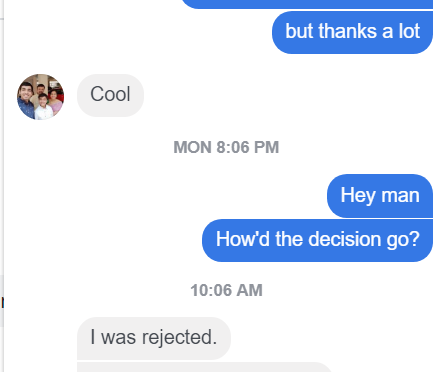 but thanks a lot
Cool
MON 8:06 PM
Hey man
How'd the decision go?
10:06 AM
I was rejected.